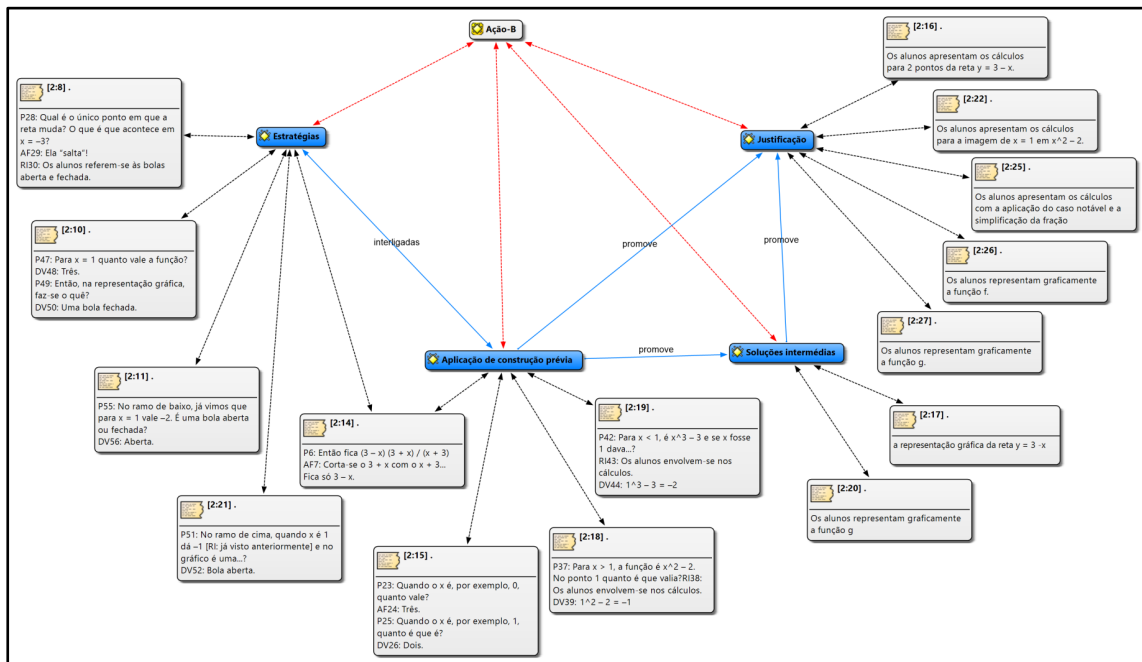 Ação-B
[2:16] .
Os alunos apresentam os cálculos
para 2 pontos da reta y = 3 – x.
[2:8] .
P28: Qual é o único ponto em que a
reta muda? O que é que acontece em
x = –3?
AF29: Ela "salta"!
RI30: Os alunos referem-se às bolas
aberta e fechada.
Estratégias
Justificação
[2:22] .
Os alunos apresentam os cálculos
para a imagem de x = 1 em x^2 – 2.
[2:25] .
Os alunos apresentam os cálculos
com a aplicação do caso notável e a
simplificação da fração
[2:10] .
P47: Para x = 1 quanto vale a função?
DV48: Três.
P49: Então, na representação gráfica,
faz-se o quê?
DV50: Uma bola fechada.
interligadas
promove
promove
[2:26] .
Os alunos representam graficamente
a função f.
[2:27] .
Os alunos representam graficamente
a função g.
Aplicação de construção prévia
promove
Soluções intermédias
[2:11] .
P55: No ramo de baixo, já vimos que
para x = 1 vale –2. É uma bola aberta
ou fechada?
DV56: Aberta.
[2:14] .
P6: Então fica (3 – x) (3 + x) / (x + 3)
AF7: Corta-se o 3 + x com o x + 3...
Fica só 3 – x.
[2:19] .
P42: Para x < 1, é x^3 – 3 e se x fosse
1 dava...?
RI43: Os alunos envolvem-se nos
cálculos.
DV44: 1^3 – 3 = –2
[2:17] .
a representação gráfica da reta y = 3 -x
[2:20] .
Os alunos representam graficamente
a função g
[2:21] .
P51: No ramo de cima, quando x é 1
dá –1 [RI: já visto anteriormente] e no
gráfico é uma...?
DV52: Bola aberta.
[2:15] .
P23: Quando o x é, por exemplo, 0,
quanto vale?
AF24: Três.
P25: Quando o x é, por exemplo, 1,
quanto é que é?
DV26: Dois.
[2:18] .
P37: Para x > 1, a função é x^2 – 2.
No ponto 1 quanto é que valia?RI38:
Os alunos envolvem-se nos cálculos.
DV39: 1^2 – 2 = –1